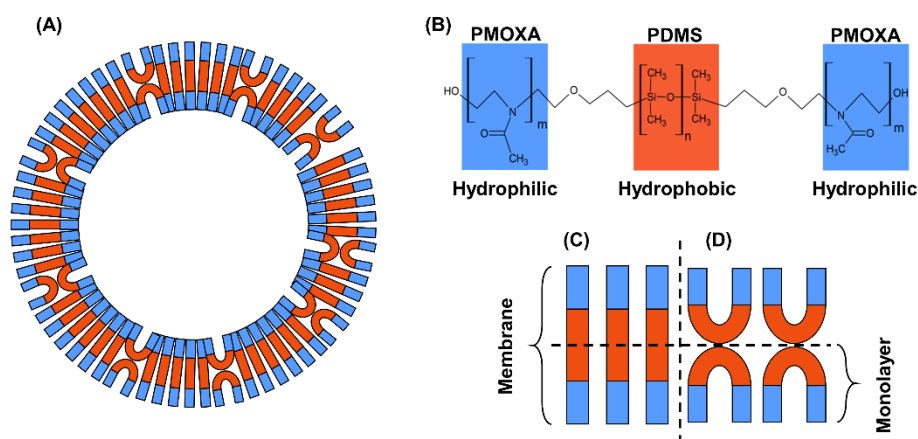 (A)
(B)
PMOXA
PDMS
PMOXA
HO
N
O
CH3
m
O
CH3
CH3
Si
O
Si
CH3
CH3
n
O
N
OH
m
H3C
O
Hydrophilic
Hydrophobic
Hydrophilic
(C)
(D)
Membrane
Monolayer